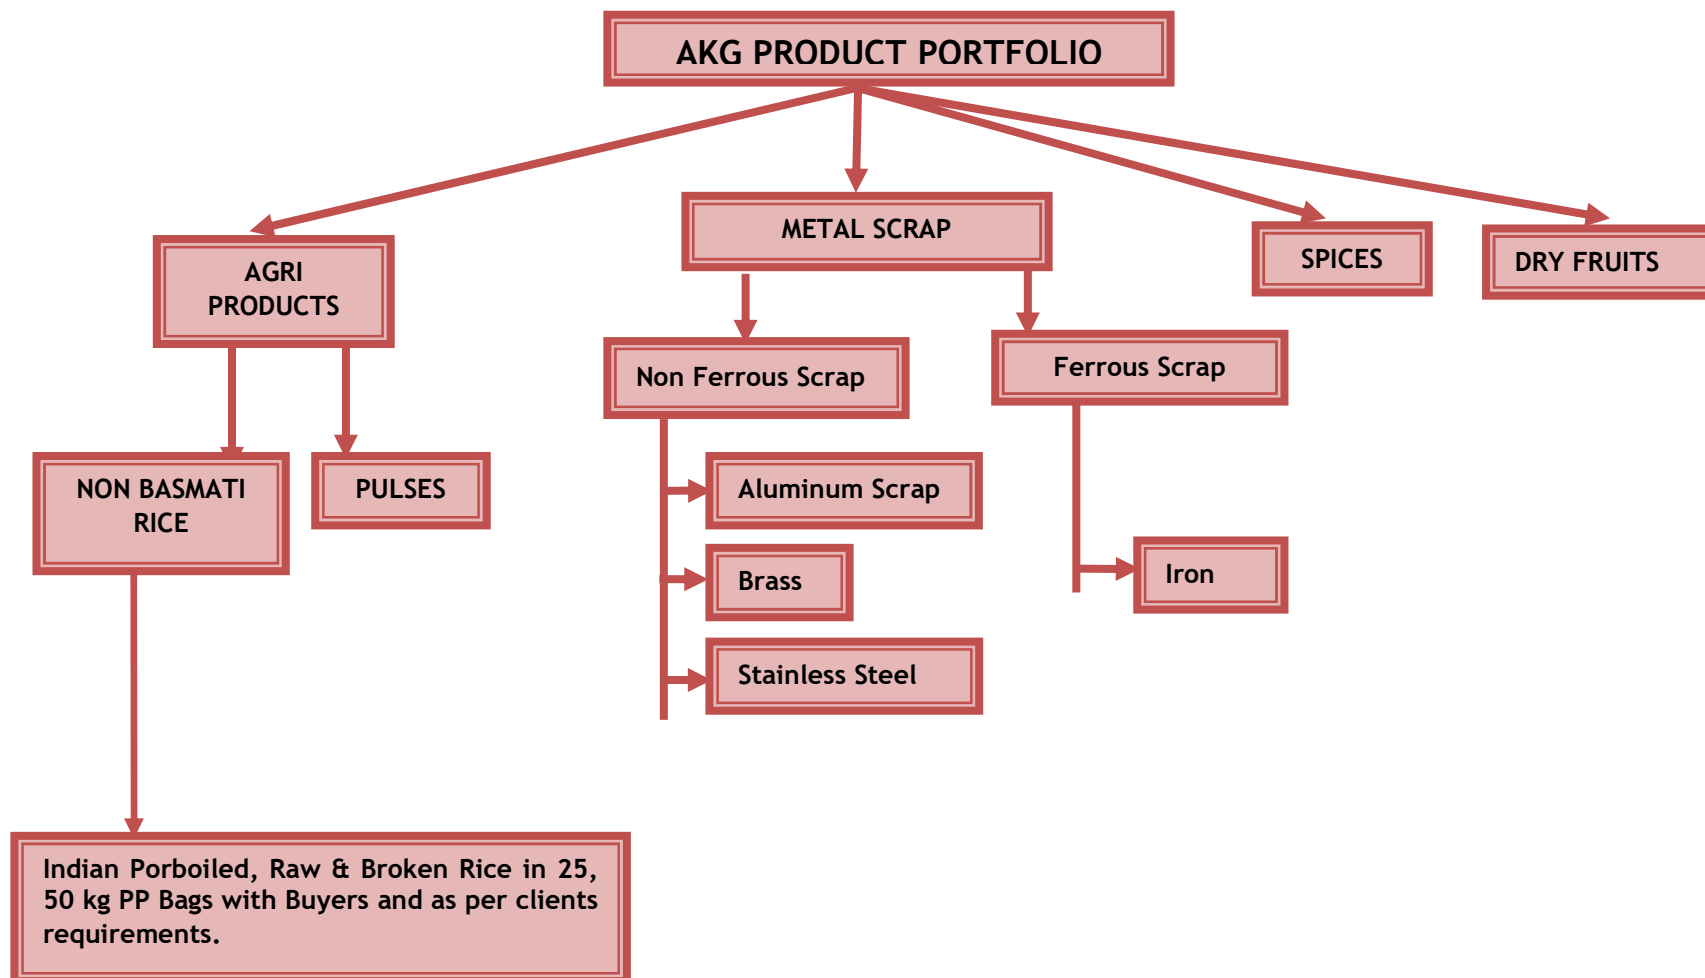 AKG PRODUCT PORTFOLIO
METAL SCRAP
SPICES
DRY FRUITS
AGRI
PRODUCTS
Non Ferrous Scrap
Ferrous Scrap
NON BASMATI
RICE
PULSES
Aluminum Scrap
Brass
Iron
Stainless Steel
Indian Porboiled, Raw & Broken Rice in 25,
50 kg PP Bags with Buyers and as per clients
requirements.